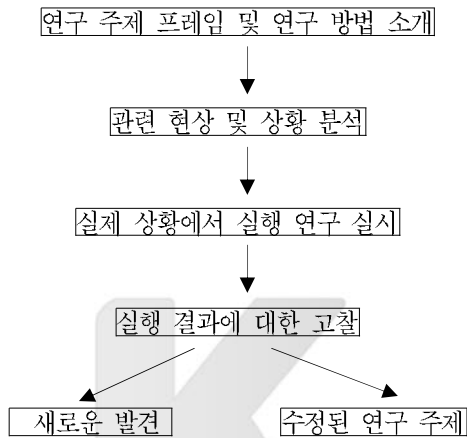 연구 주제 프레임 및 연구 방법 소개
관련 현상 및 상황 분석
실제 상황에서 실행 연구 실시
실행 결과에 대한 고찰
새로운 발견
수정된 연구 주제